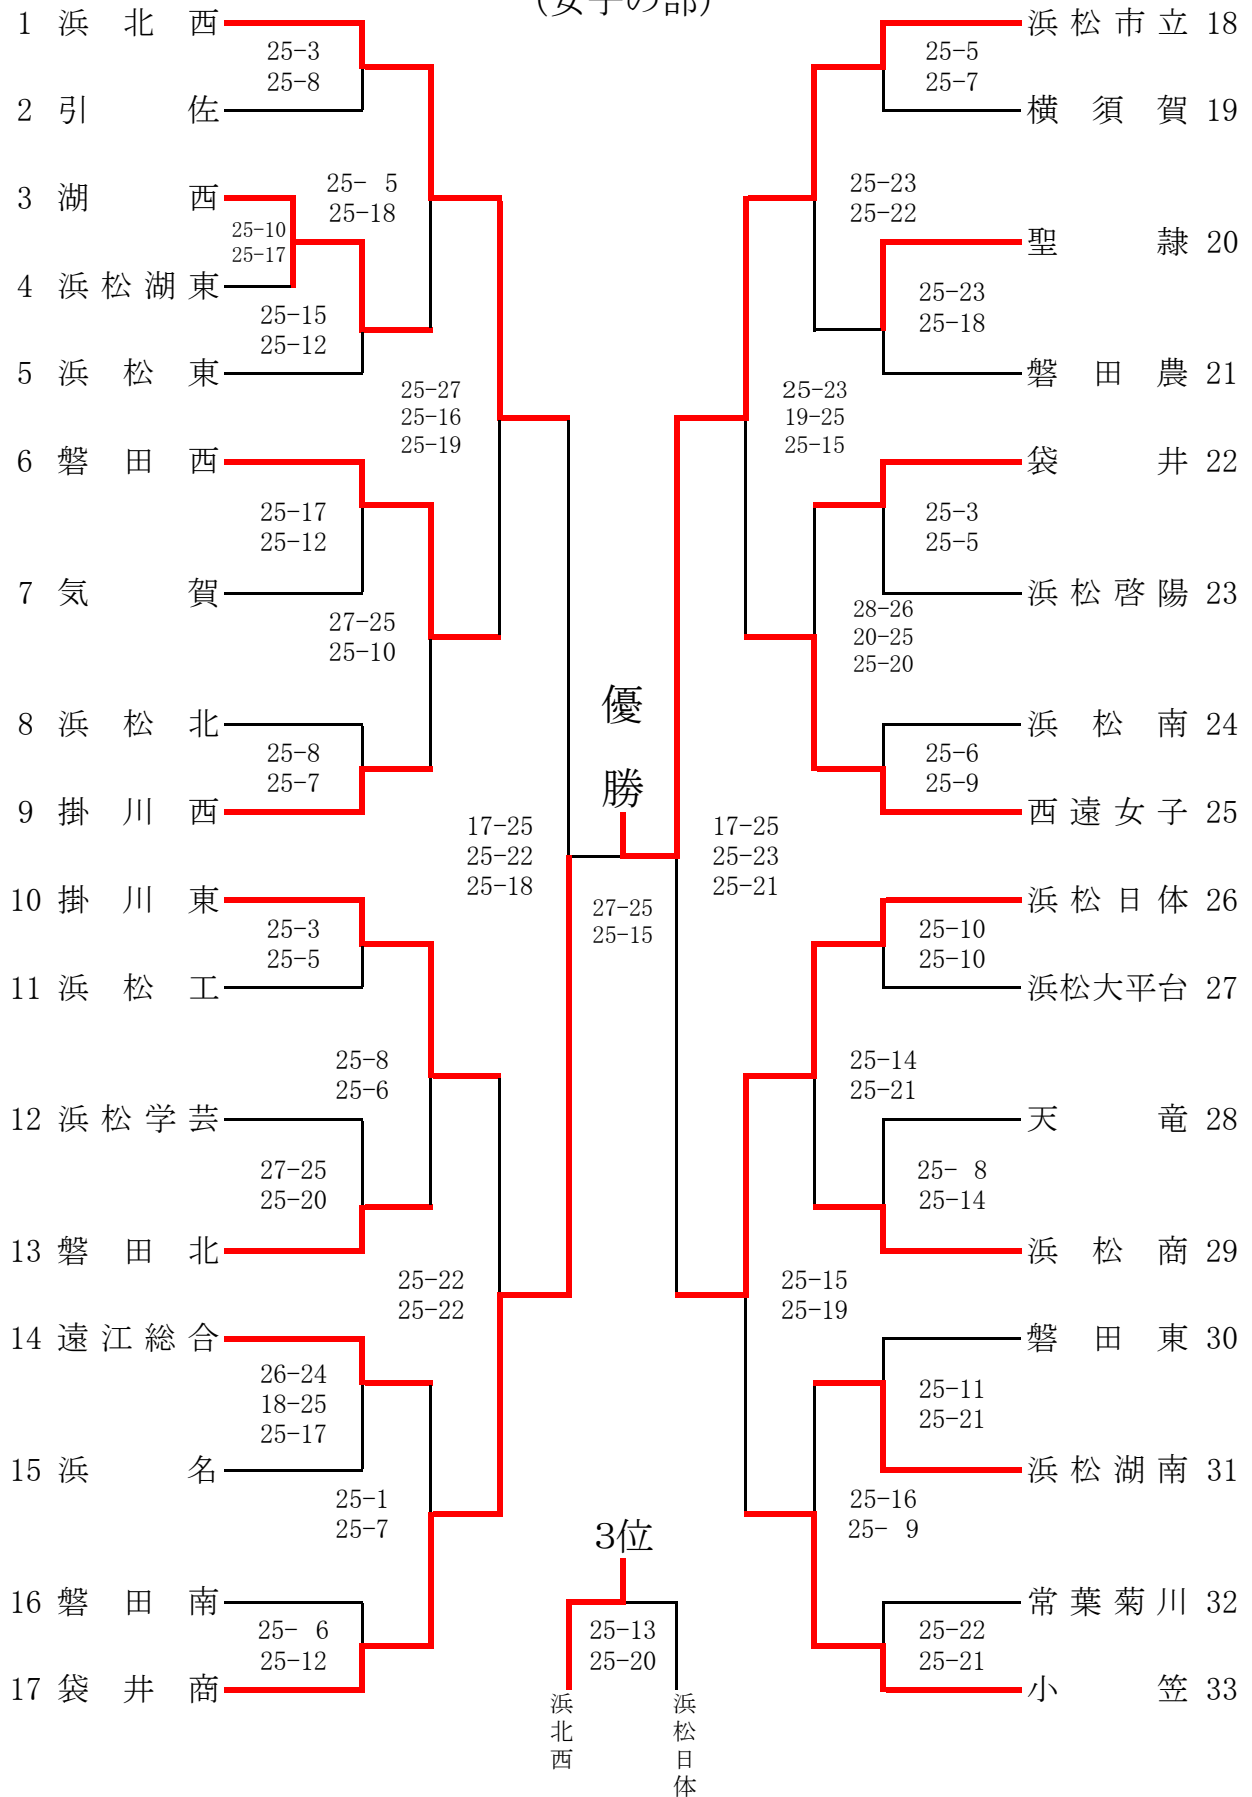 (女子の部)
1 浜北西
25-3
25-8
2 引佐
3 湖西
25-10
25-17
4 浜松湖東
25- 5
25-18
25-15
25-12
5 浜松東
25-27
25-16
25-19
6 磐田西
25-17
25-12
7 気賀
27-25
25-10
8 浜松北
25-8
25-7
9 掛川西
17-25
25-22
25-18
10 掛川東
25-3
25-5
11 浜松工
25-8
25-6
12 浜松学芸
27-25
25-20
13 磐田北
25-22
25-22
14 遠江総合
26-24
18-25
25-17
15 浜名
25-1
25-7
16 磐田南
25- 6
25-12
17 袋井商
優勝
27-25
25-15
3位
25-13
25-20
浜北西
浜松日体
浜松市立 18
25-5
25-7
横須賀 19
25-23
25-22
聖隷 20
25-23
25-18
磐田農 21
25-23
19-25
25-15
袋井 22
25-3
25-5
浜松啓陽 23
28-26
20-25
25-20
浜松南 24
25-6
25-9
西遠女子 25
17-25
25-23
25-21
浜松日体 26
25-10
25-10
浜松大平台 27
25-14
25-21
天竜 28
25- 8
25-14
浜松商 29
25-15
25-19
磐田東 30
25-11
25-21
浜松湖南 31
25-16
25- 9
常葉菊川 32
25-22
25-21
小笠 33